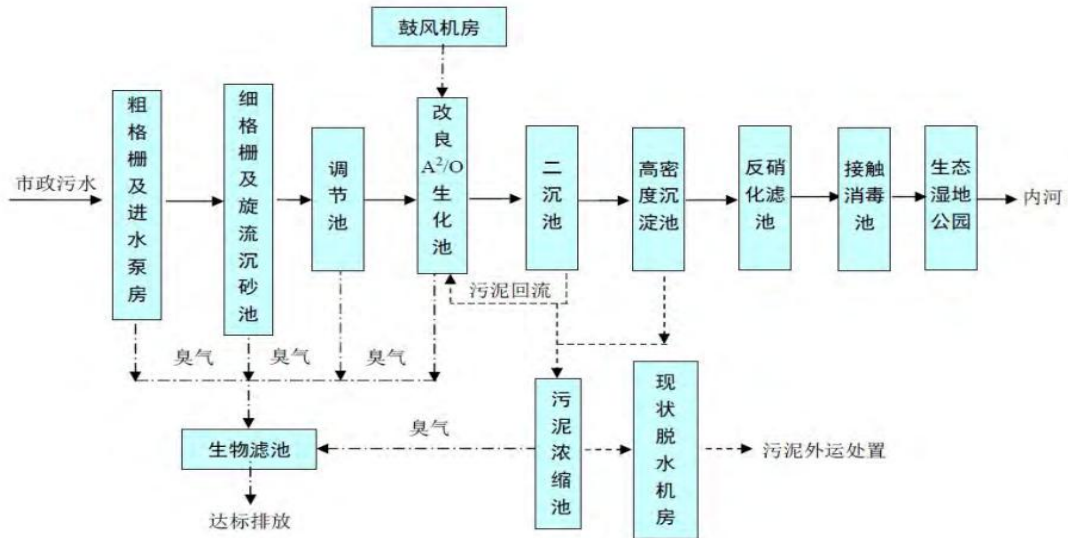 鼓风机房
市政污水
粗格栅及进水泵房
细格栅及旋流沉砂池
调节池
改良A²/O生化池
二沉池
高密度沉淀池
反硝化滤池
接触消毒池
生态湿地公园
内河
污泥回流
臭气
臭气
臭气
生物滤池
臭气
污泥浓缩池
现状脱水机房
污泥外运处置
达标排放